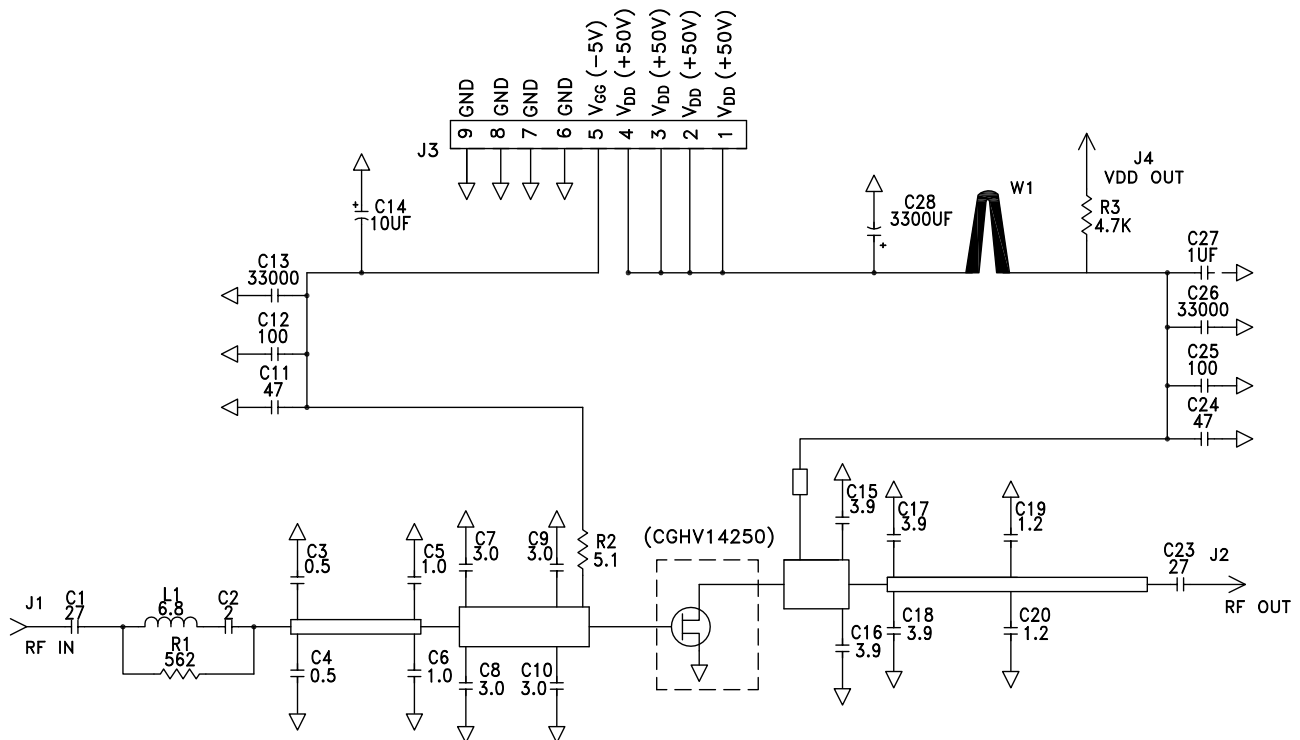 VGG (-5V)
VDD (+50V)
VDD (+50V)
VDD (+50V)
VDD (+50V)
GND
GND
GND
GND
J3
9
8
7
6
5
4
3
2
1
C14
10UF
C28
3300UF
W1
J4
VDD OUT
R3
4.7K
C27
1UF
C13
33000
C26
33000
C12
100
C25
100
C11
47
C24
47
C15
3.9
C17
3.9
C19
1.2
(CGHV14250)
C3
0.5
C5
1.0
C7
3.0
C9
3.0
R2
5.1
C23
27
J2
RF OUT
J1
RF IN
C1
27
L1
6.8
C2
2
R1
562
C4
0.5
C6
1.0
C8
3.0
C10
3.0
C16
3.9
C18
3.9
C20
1.2